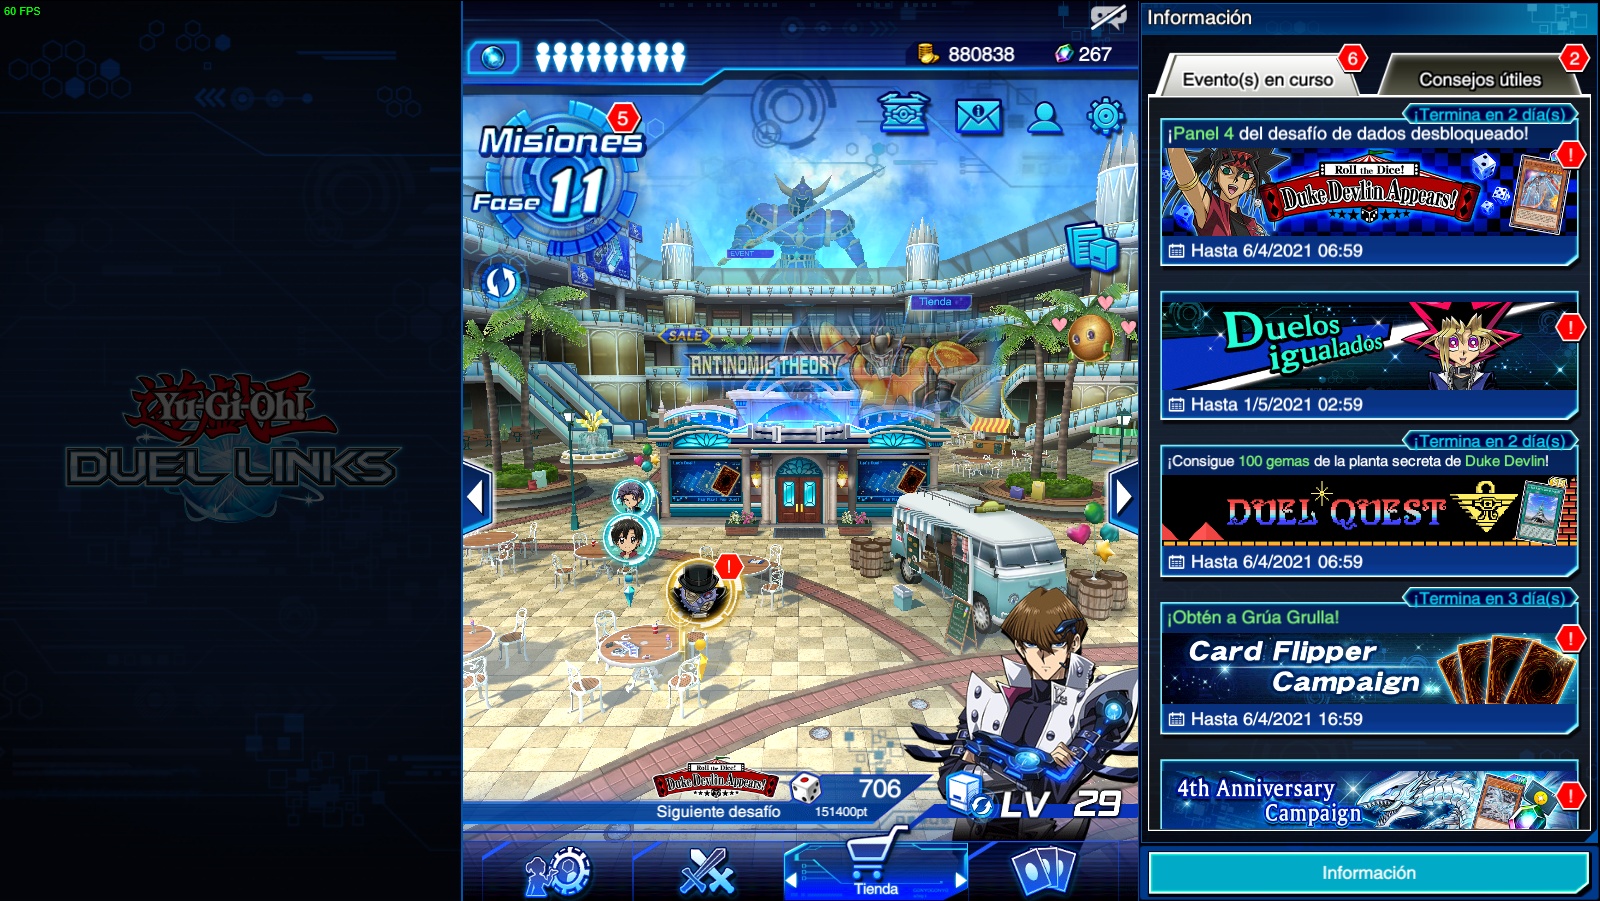 60 FPS
Yu-Gi-Oh!
DUEL LINKS
880838
267
5
Misiones
Fase 11
EVENT
Tienda
SALE
ANTINOMIC THEORY
!
Roll the Dice!
Duke Devlin Appears!
706
Siguiente desafío
151400pt
LV 29
Tienda
Información
Evento(s) en curso
6
Consejos útiles
2
¡Termina en 2 día(s)
¡Panel 4 del desafío de dados desbloqueado!
!
Roll the Dice!
Duke Devlin Appears!
Hasta 6/4/2021 06:59
Duelos
igualados
!
Hasta 1/5/2021 02:59
¡Termina en 2 día(s)
¡Consigue 100 gemas de la planta secreta de Duke Devlin!
DUEL QUEST
Hasta 6/4/2021 06:59
¡Termina en 3 día(s)
¡Obtén a Grúa Grulla!
!
Card Flipper
Campaign
Hasta 6/4/2021 16:59
4th Anniversary
Campaign
!
Información